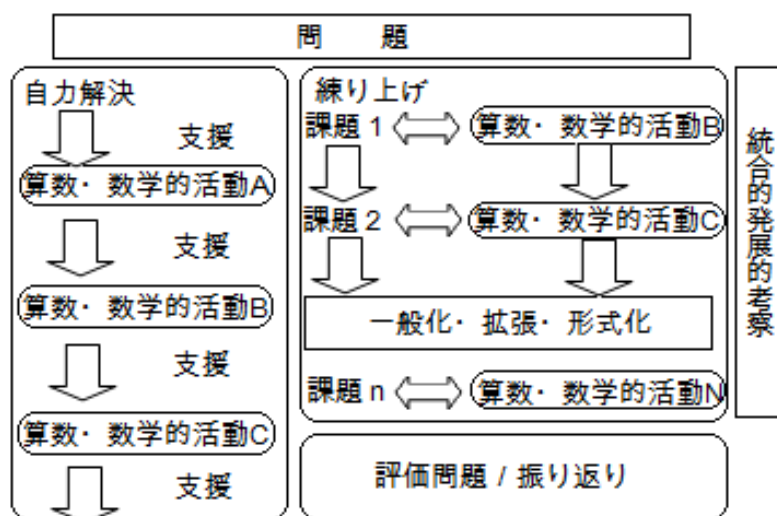 問　題
自力解決
支援
算数・数学的活動A
支援
算数・数学的活動B
支援
算数・数学的活動C
支援
練り上げ
課題1
算数・数学的活動B
課題2
算数・数学的活動C
一般化・拡張・形式化
課題n
算数・数学的活動N
評価問題 / 振り返り
統合的発展的考察